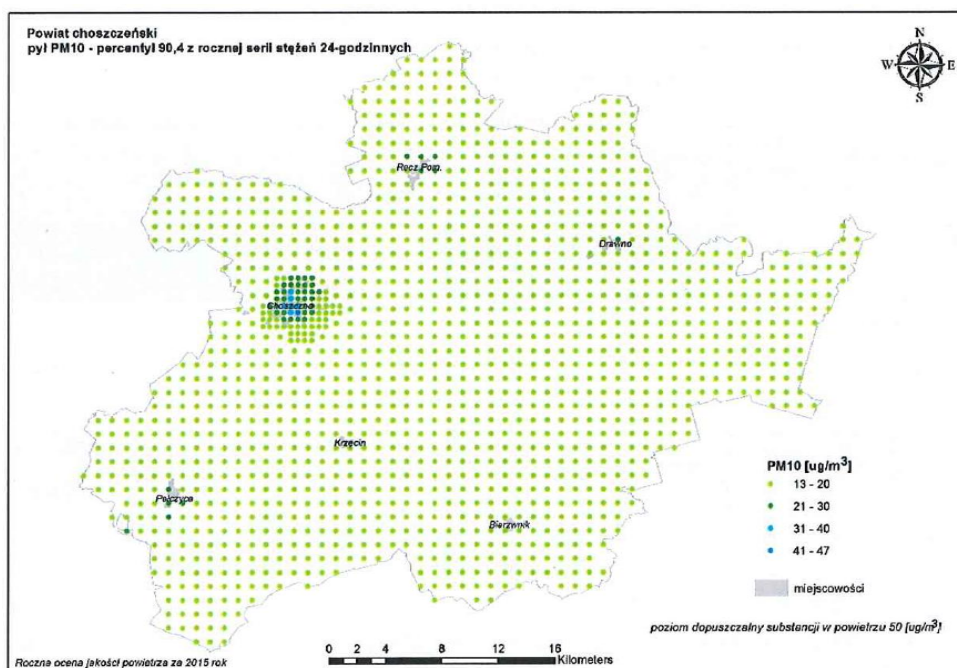 Powiat choszczeński
pył PM10 - percentyl 90,4 z rocznej serii stężeń 24-godzinnych
N
W E
S
Recz Pom.
Drawno
Choszczno
Krzęcin
Pełczyce
Bierzwnik
PM10 [ug/m³]
13 - 20
21 - 30
31 - 40
41 - 47
miejscowości
poziom dopuszczalny substancji w powietrzu 50 [ug/m³]
Roczna ocena jakości powietrza za 2015 rok
0 2 4 8 12 16
Kilometers